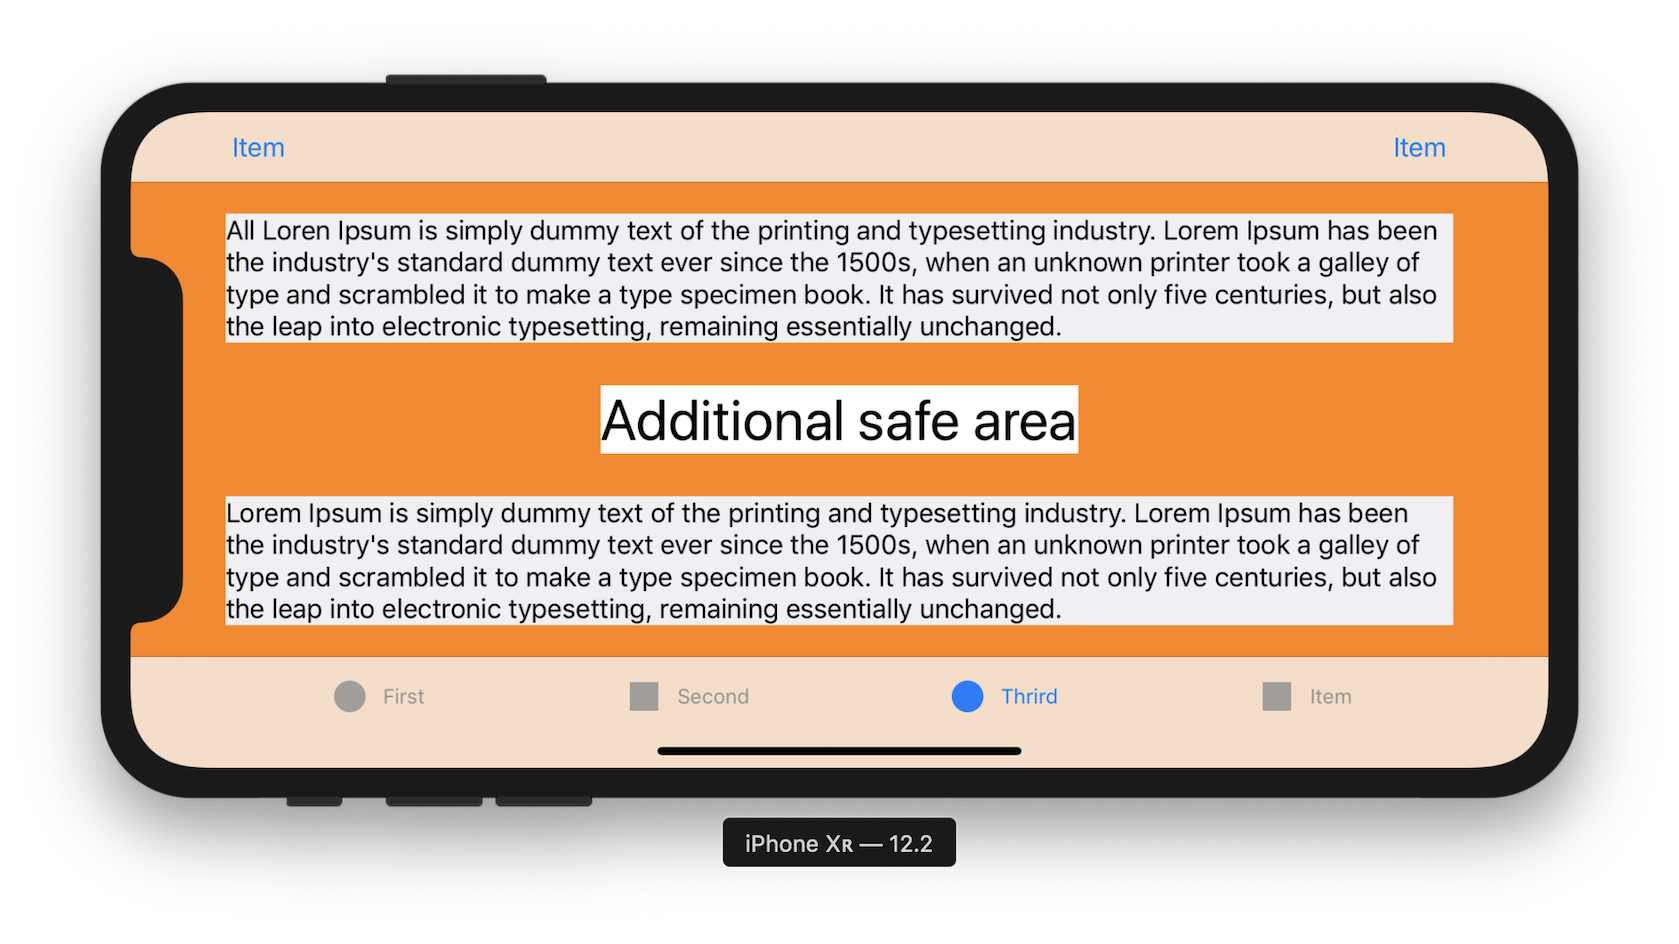 Item Item
All Loren Ipsum is simply dummy text of the printing and typesetting industry. Lorem Ipsum has been
the industry's standard dummy text ever since the 1500s, when an unknown printer took a galley of
type and scrambled it to make a type specimen book. It has survived not only five centuries, but also
the leap into electronic typesetting, remaining essentially unchanged.
Additional safe area
Lorem Ipsum is simply dummy text of the printing and typesetting industry. Lorem Ipsum has been
the industry's standard dummy text ever since the 1500s, when an unknown printer took a galley of
type and scrambled it to make a type specimen book. It has survived not only five centuries, but also
the leap into electronic typesetting, remaining essentially unchanged.
First Second Thrird Item
iPhone Xʀ — 12.2